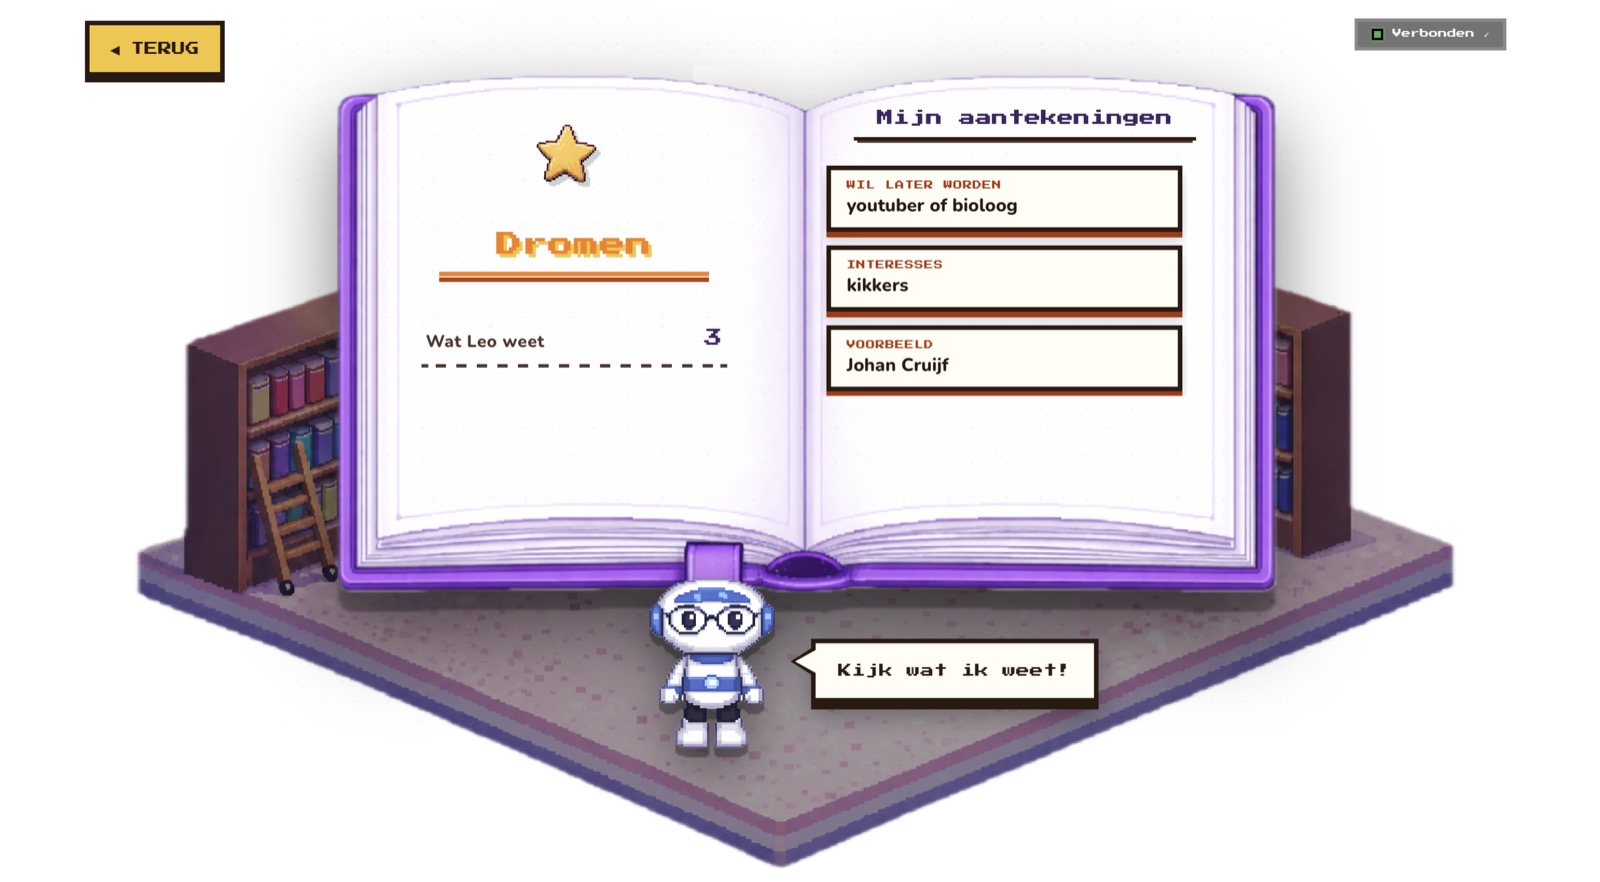 ◀ TERUG
Verbonden ✓
Dromen
Wat Leo weet 3
Mijn aantekeningen
WIL LATER WORDEN
youtuber of bioloog
INTERESSES
kikkers
VOORBEELD
Johan Cruijf
Kijk wat ik weet!